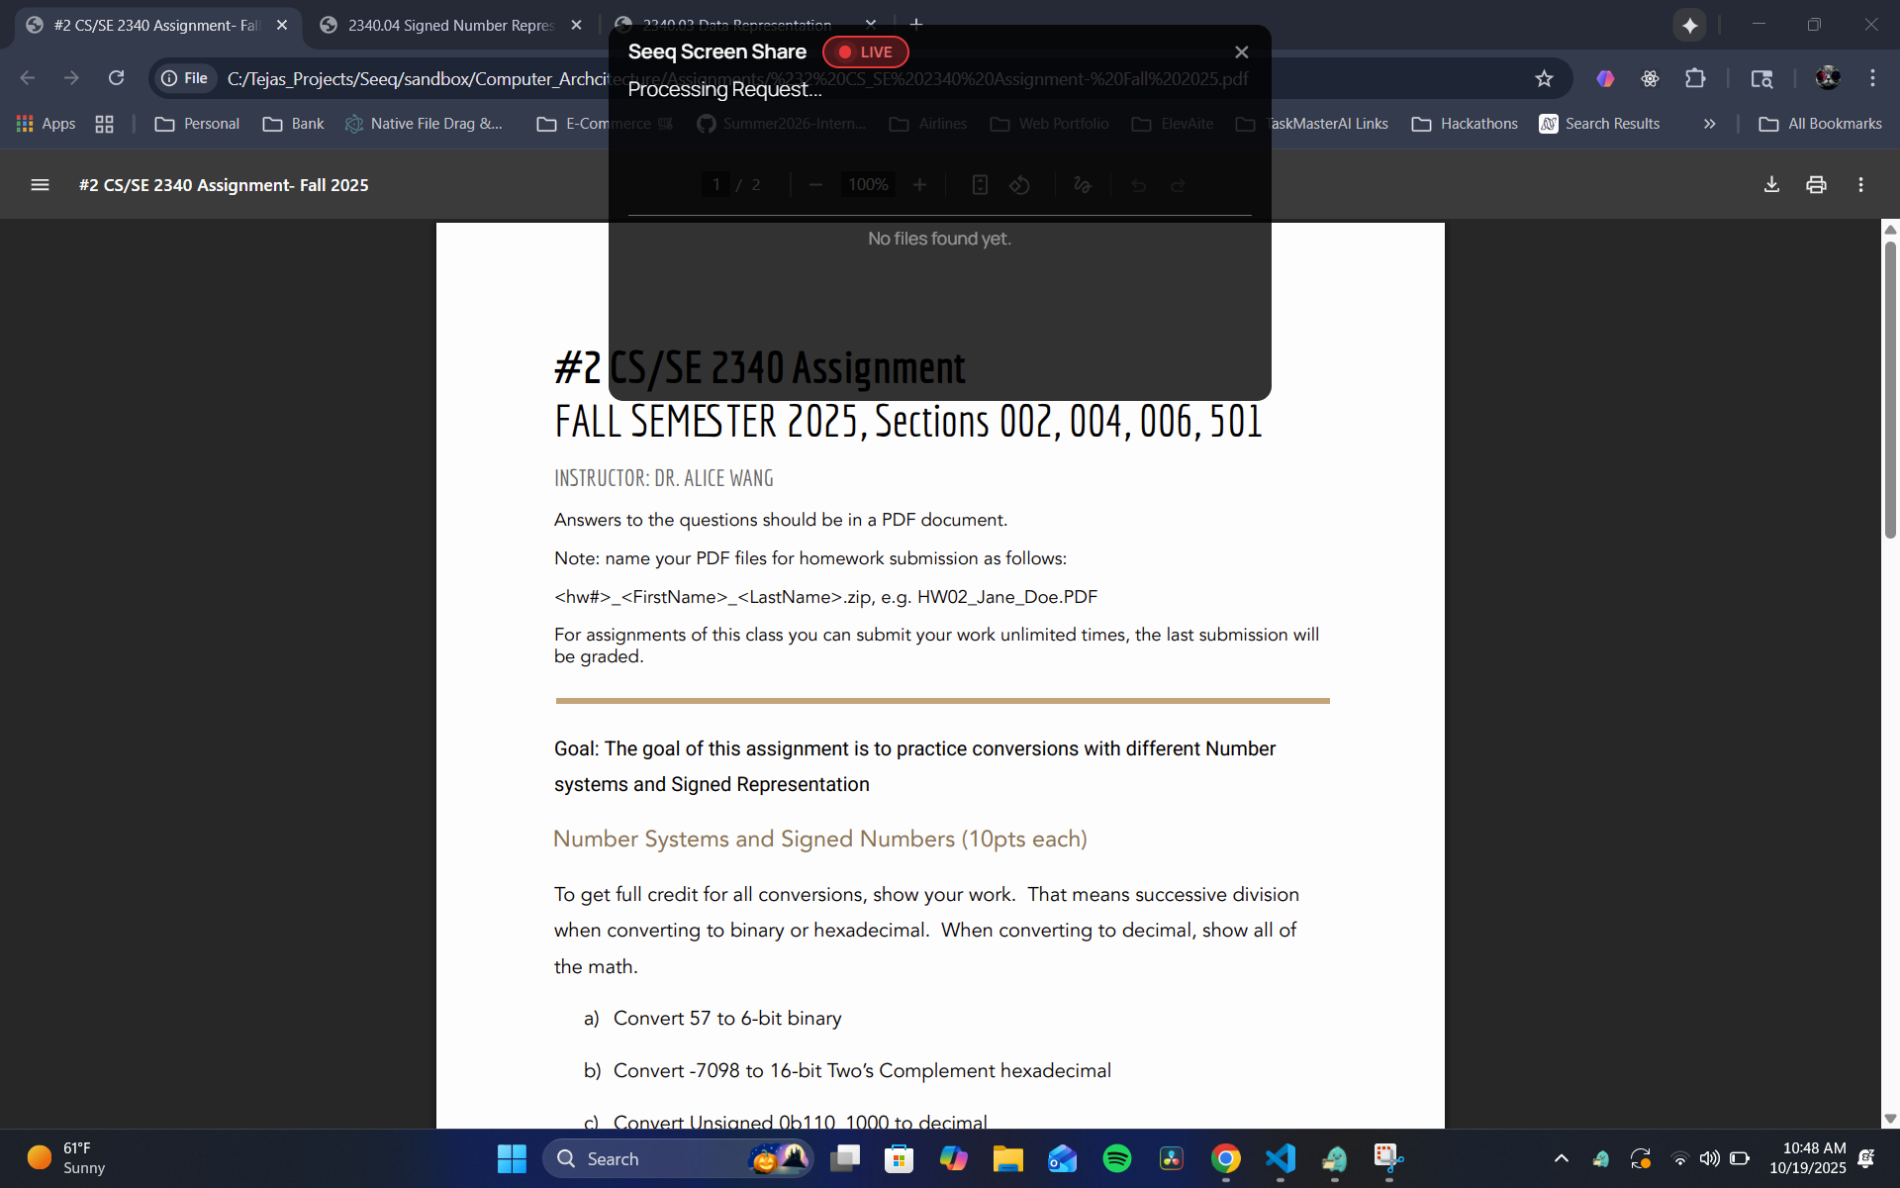 #2 CS/SE 2340 Assignment- Fal
2340.04 Signed Number Repres
2340.03 Data Representation
File
C:/Tejas_Projects/Seeq/sandbox/Computer_Archcitecture/Assignments/%232%20CS_SE%202340%20Assignment-%20Fall%202025.pdf
Seeq Screen Share
LIVE
Processing Request...
Apps
Personal
Bank
Native File Drag &...
E-Commerce
Summer2026-Intern...
Airlines
Web Portfolio
ElevAite
TaskMasterAI Links
Hackathons
Search Results
All Bookmarks
#2 CS/SE 2340 Assignment- Fall 2025
1 / 2
100%
No files found yet.
#2 CS/SE 2340 Assignment
FALL SEMESTER 2025, Sections 002, 004, 006, 501
INSTRUCTOR: DR. ALICE WANG
Answers to the questions should be in a PDF document.
Note: name your PDF files for homework submission as follows:
<hw#>_<FirstName>_<LastName>.zip, e.g. HW02_Jane_Doe.PDF
For assignments of this class you can submit your work unlimited times, the last submission will
be graded.
Goal: The goal of this assignment is to practice conversions with different Number
systems and Signed Representation
Number Systems and Signed Numbers (10pts each)
To get full credit for all conversions, show your work. That means successive division
when converting to binary or hexadecimal. When converting to decimal, show all of
the math.
a) Convert 57 to 6-bit binary
b) Convert -7098 to 16-bit Two's Complement hexadecimal
c) Convert Unsigned 0b110_1000 to decimal
61°F
Sunny
Search
10:48 AM
10/19/2025